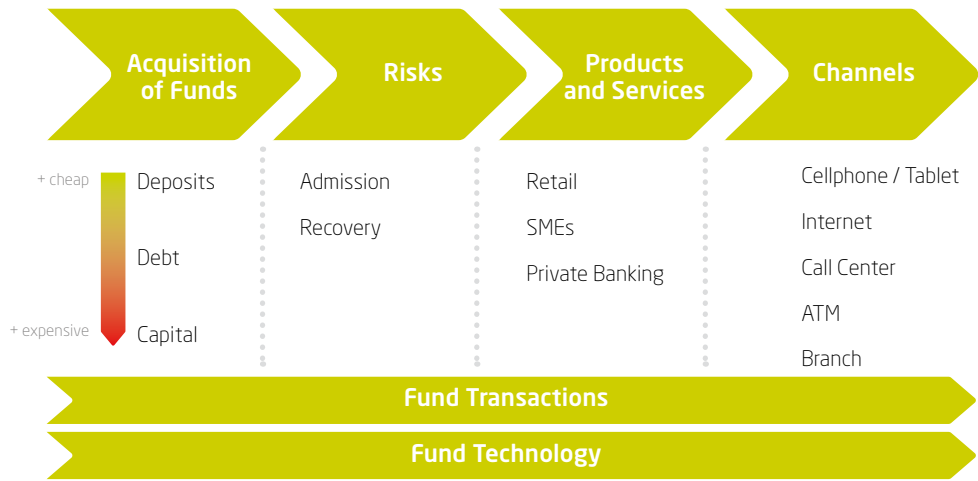 Acquisition
of Funds
Risks
Products
and Services
Channels
+ cheap
Deposits
Debt
+ expensive
Capital
Admission
Recovery
Retail
SMEs
Private Banking
Cellphone / Tablet
Internet
Call Center
ATM
Branch
Fund Transactions
Fund Technology